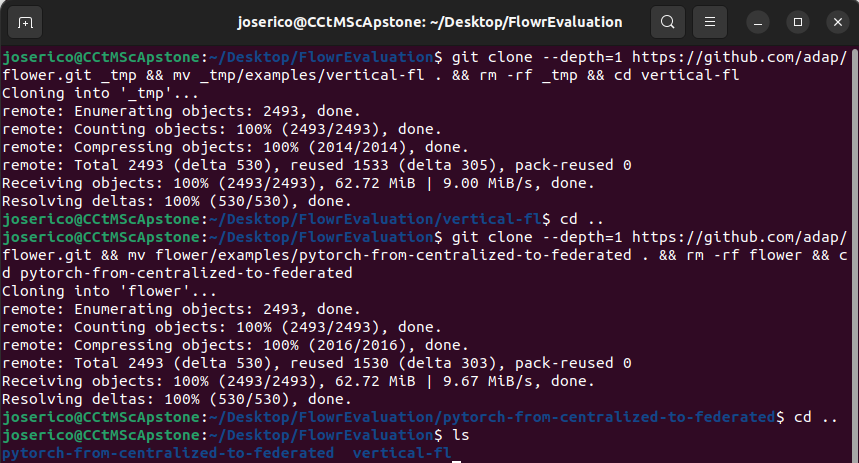 joserico@CCtMScApstone: ~/Desktop/FlowrEvaluation
joserico@CCtMScApstone:~/Desktop/FlowrEvaluation$ git clone --depth=1 https://github.com/adap/
flower.git _tmp && mv _tmp/examples/vertical-fl . && rm -rf _tmp && cd vertical-fl
Cloning into '_tmp'...
remote: Enumerating objects: 2493, done.
remote: Counting objects: 100% (2493/2493), done.
remote: Compressing objects: 100% (2014/2014), done.
remote: Total 2493 (delta 530), reused 1533 (delta 305), pack-reused 0
Receiving objects: 100% (2493/2493), 62.72 MiB | 9.00 MiB/s, done.
Resolving deltas: 100% (530/530), done.
joserico@CCtMScApstone:~/Desktop/FlowrEvaluation/vertical-fl$ cd ..
joserico@CCtMScApstone:~/Desktop/FlowrEvaluation$ git clone --depth=1 https://github.com/adap/
flower.git && mv flower/examples/pytorch-from-centralized-to-federated . && rm -rf flower && c
d pytorch-from-centralized-to-federated
Cloning into 'flower'...
remote: Enumerating objects: 2493, done.
remote: Counting objects: 100% (2493/2493), done.
remote: Compressing objects: 100% (2016/2016), done.
remote: Total 2493 (delta 530), reused 1530 (delta 303), pack-reused 0
Receiving objects: 100% (2493/2493), 62.72 MiB | 9.67 MiB/s, done.
Resolving deltas: 100% (530/530), done.
joserico@CCtMScApstone:~/Desktop/FlowrEvaluation/pytorch-from-centralized-to-federated$ cd ..
joserico@CCtMScApstone:~/Desktop/FlowrEvaluation$ ls
pytorch-from-centralized-to-federated  vertical-fl